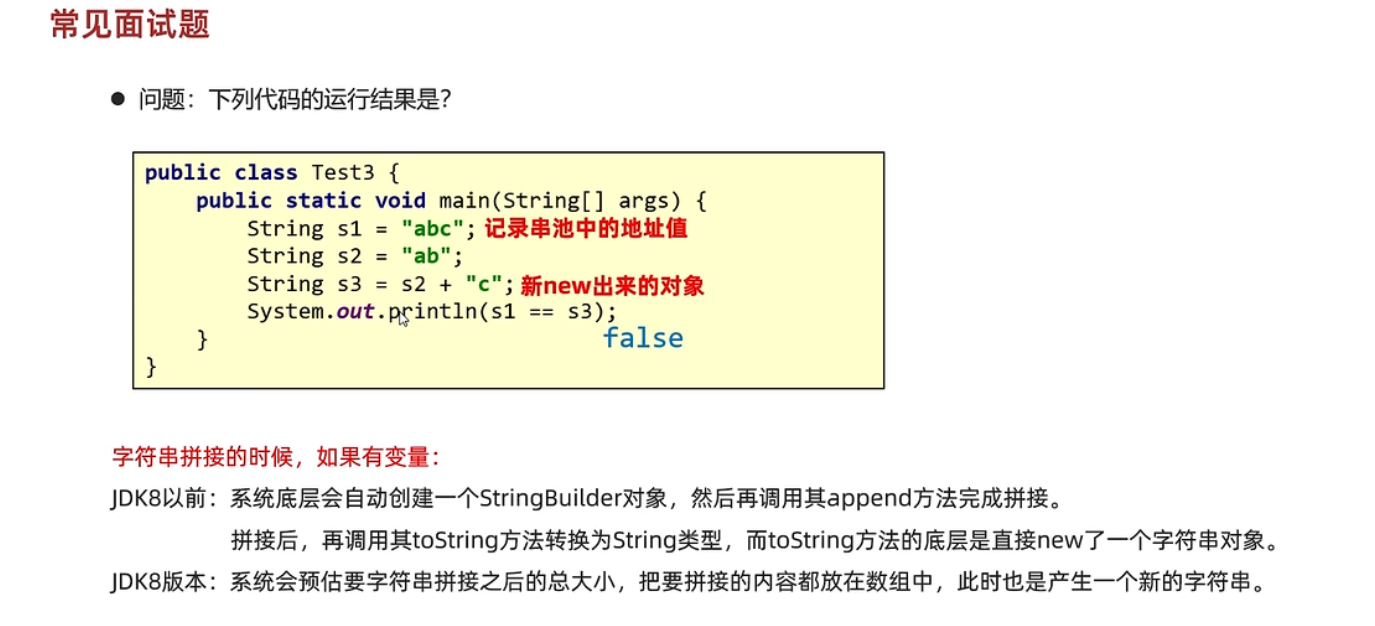 常见面试题
● 问题：下列代码的运行结果是？
public class Test3 {
    public static void main(String[] args) {
        String s1 = "abc"; 记录串池中的地址值
        String s2 = "ab";
        String s3 = s2 + "c"; 新new出来的对象
        System.out.println(s1 == s3);
    }
false
}
字符串拼接的时候，如果有变量：
JDK8以前：系统底层会自动创建一个StringBuilder对象，然后再调用其append方法完成拼接。
拼接后，再调用其toString方法转换为String类型，而toString方法的底层是直接new了一个字符串对象。
JDK8版本：系统会预估要字符串拼接之后的总大小，把要拼接的内容都放在数组中，此时也是产生一个新的字符串。